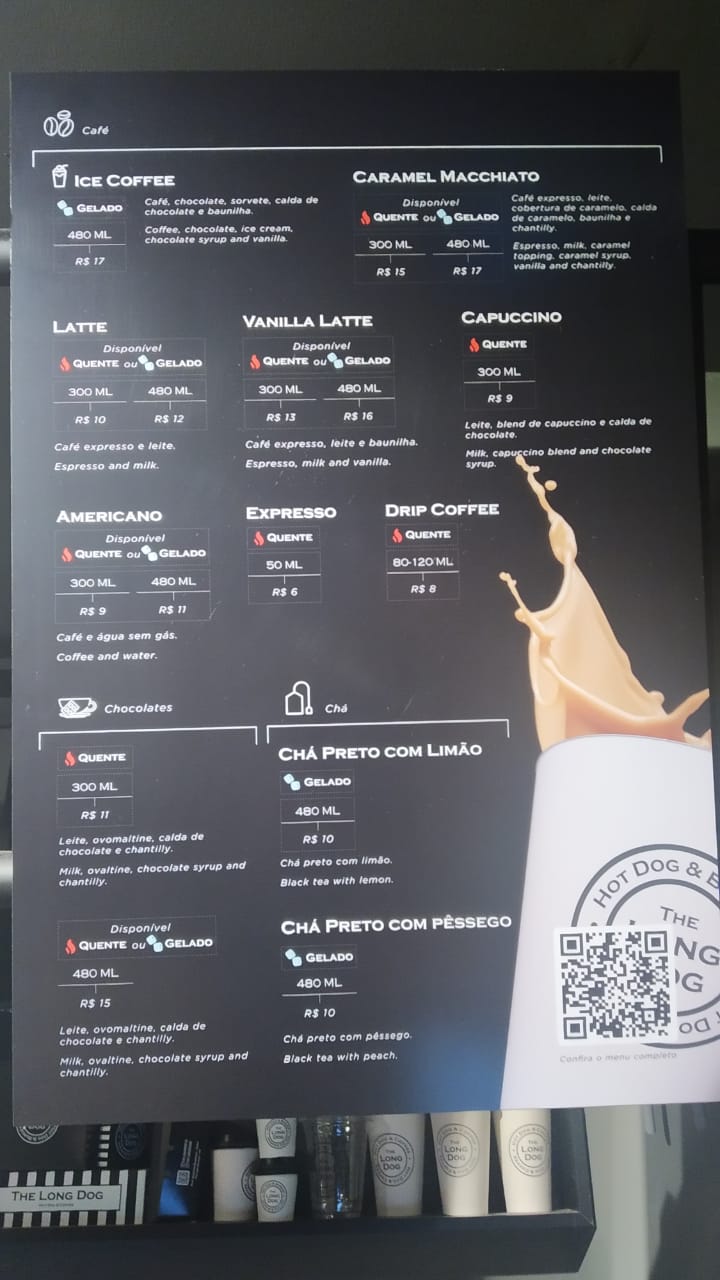 Café
ICE COFFEE
GELADO
480 ML
R$ 17
Café, chocolate, sorvete, calda de
chocolate e baunilha.
Coffee, chocolate, ice cream,
chocolate syrup and vanilla.
CARAMEL MACCHIATO
Disponível
QUENTE ou GELADO
300 ML 480 ML
R$ 15 R$ 17
Café expresso, leite,
cobertura de caramelo, calda
de caramelo, baunilha e
chantilly.
Espresso, milk, caramel
topping, caramel syrup,
vanilla and chantilly.
LATTE
Disponível
QUENTE ou GELADO
300 ML 480 ML
R$ 10 R$ 12
Café expresso e leite.
Espresso and milk.
VANILLA LATTE
Disponível
QUENTE ou GELADO
300 ML 480 ML
R$ 13 R$ 16
Café expresso, leite e baunilha.
Espresso, milk and vanilla.
CAPUCCINO
QUENTE
300 ML
R$ 9
Leite, blend de capuccino e calda de
chocolate.
Milk, capuccino blend and chocolate
syrup.
AMERICANO
Disponível
QUENTE ou GELADO
300 ML 480 ML
R$ 9 R$ 11
Café e água sem gás.
Coffee and water.
EXPRESSO
QUENTE
50 ML
R$ 6
DRIP COFFEE
QUENTE
80-120 ML
R$ 8
Chocolates
QUENTE
300 ML
R$ 11
Leite, ovomaltine, calda de
chocolate e chantilly.
Milk, ovaltine, chocolate syrup and
chantilly.
Disponível
QUENTE ou GELADO
480 ML
R$ 15
Leite, ovomaltine, calda de
chocolate e chantilly.
Milk, ovaltine, chocolate syrup and
chantilly.
Chá
CHÁ PRETO COM LIMÃO
GELADO
480 ML
R$ 10
Chá preto com limão.
Black tea with lemon.
CHÁ PRETO COM PÊSSEGO
GELADO
480 ML
R$ 10
Chá preto com pêssego.
Black tea with peach.
HOT DOG &
THE
LONG
DOG
Confira o menu completo
THE LONG DOG
THE
LONG
DOG
THE
LONG
DOG
THE
LONG
DOG